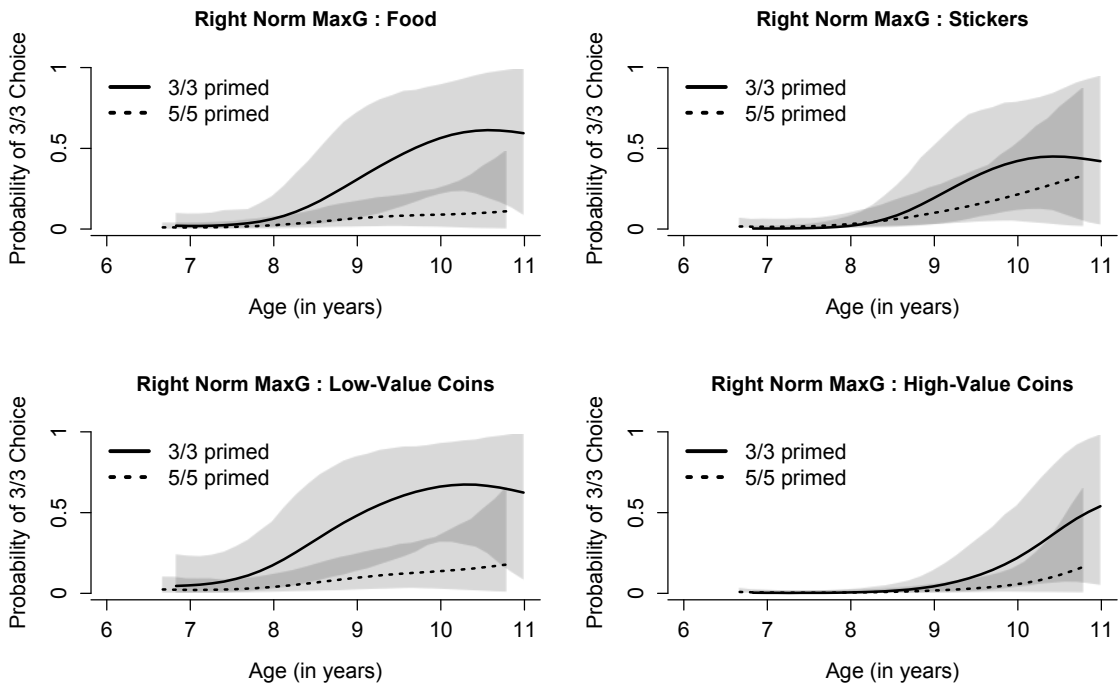 Right Norm MaxG : Food
Probability of 3/3 Choice
1
0.5
0
3/3 primed
5/5 primed
6 7 8 9 10 11
Age (in years)
Right Norm MaxG : Stickers
Probability of 3/3 Choice
1
0.5
0
3/3 primed
5/5 primed
6 7 8 9 10 11
Age (in years)
Right Norm MaxG : Low-Value Coins
Probability of 3/3 Choice
1
0.5
0
3/3 primed
5/5 primed
6 7 8 9 10 11
Age (in years)
Right Norm MaxG : High-Value Coins
Probability of 3/3 Choice
1
0.5
0
3/3 primed
5/5 primed
6 7 8 9 10 11
Age (in years)